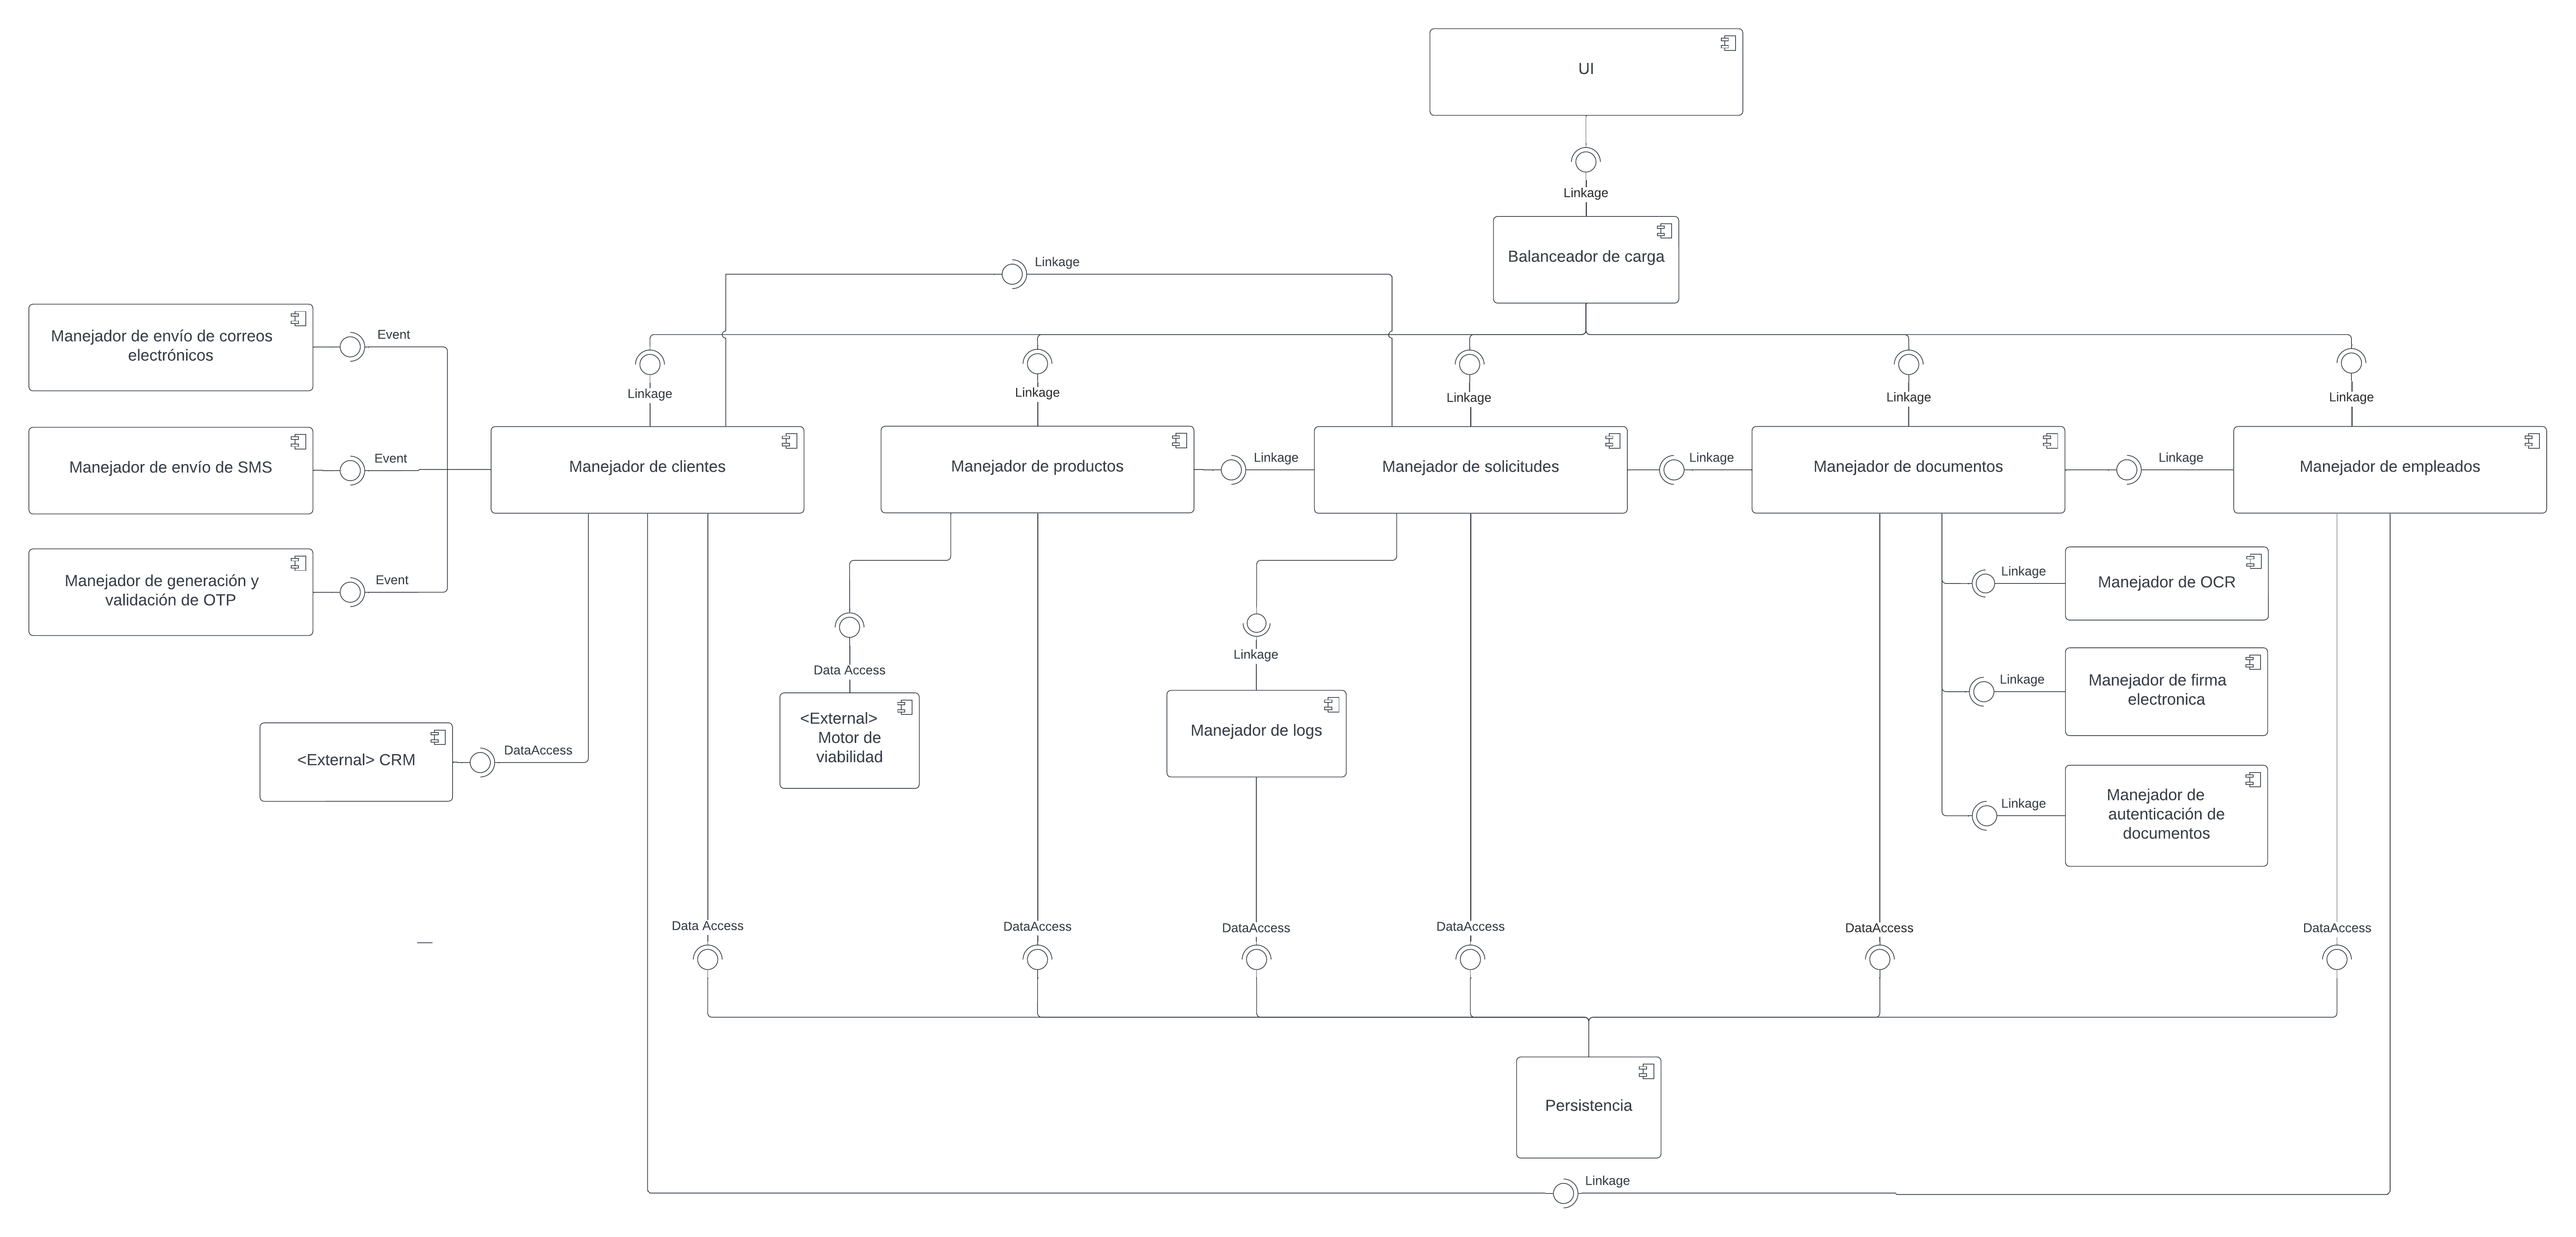 UI
Linkage
Balanceador de carga
Linkage
Manejador de envío de correos
electrónicos
Event
Linkage
Linkage
Linkage
Linkage
Linkage
Manejador de envío de SMS
Event
Manejador de clientes
Manejador de productos
Linkage
Manejador de solicitudes
Linkage
Manejador de documentos
Linkage
Manejador de empleados
Manejador de generación y
validación de OTP
Event
Linkage
Manejador de OCR
Data Access
Linkage
Linkage
Manejador de firma
electronica
<External> CRM
DataAccess
<External>
Motor de
viabilidad
Manejador de logs
Linkage
Manejador de
autenticación de
documentos
Data Access
DataAccess
DataAccess
DataAccess
DataAccess
DataAccess
Persistencia
Linkage